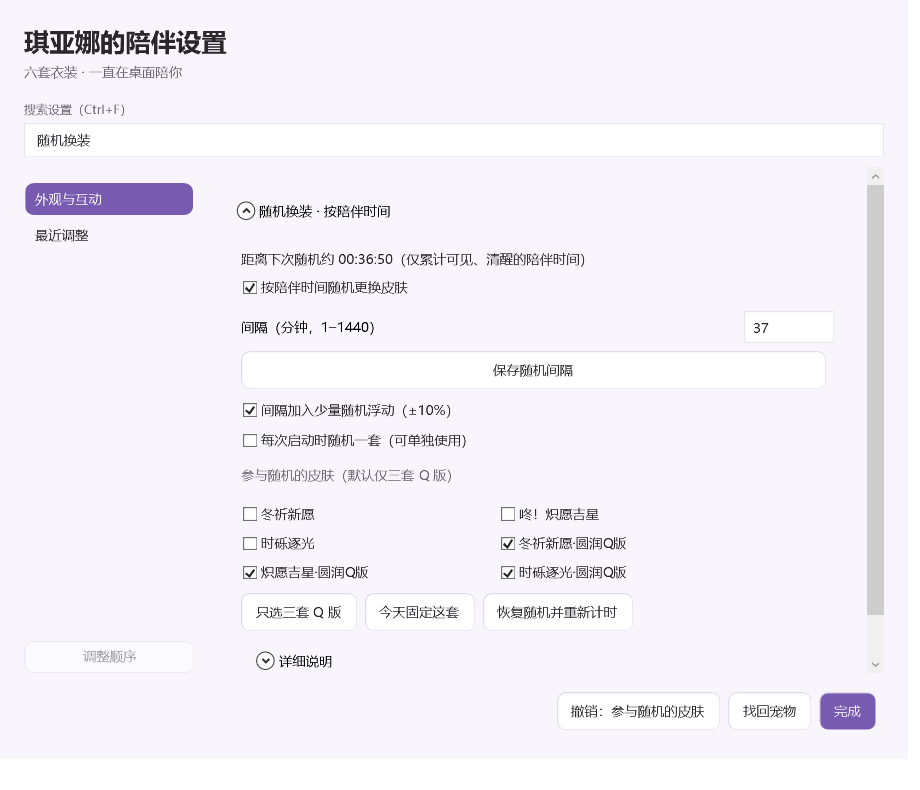 琪亚娜的陪伴设置
六套衣装 · 一直在桌面陪你
搜索设置（Ctrl+F）
随机换装
外观与互动
最近调整
随机换装 · 按陪伴时间
距离下次随机约 00:36:50（仅累计可见、清醒的陪伴时间）
按陪伴时间随机更换皮肤
间隔（分钟，1–1440） 37
保存随机间隔
间隔加入少量随机浮动（±10%）
每次启动时随机一套（可单独使用）
参与随机的皮肤（默认仅三套 Q 版）
冬祈新愿 咚！炽愿吉星
时砾逐光 冬祈新愿·圆润Q版
炽愿吉星·圆润Q版 时砾逐光·圆润Q版
只选三套 Q 版 今天固定这套 恢复随机并重新计时
详细说明
调整顺序
撤销：参与随机的皮肤 找回宠物 完成